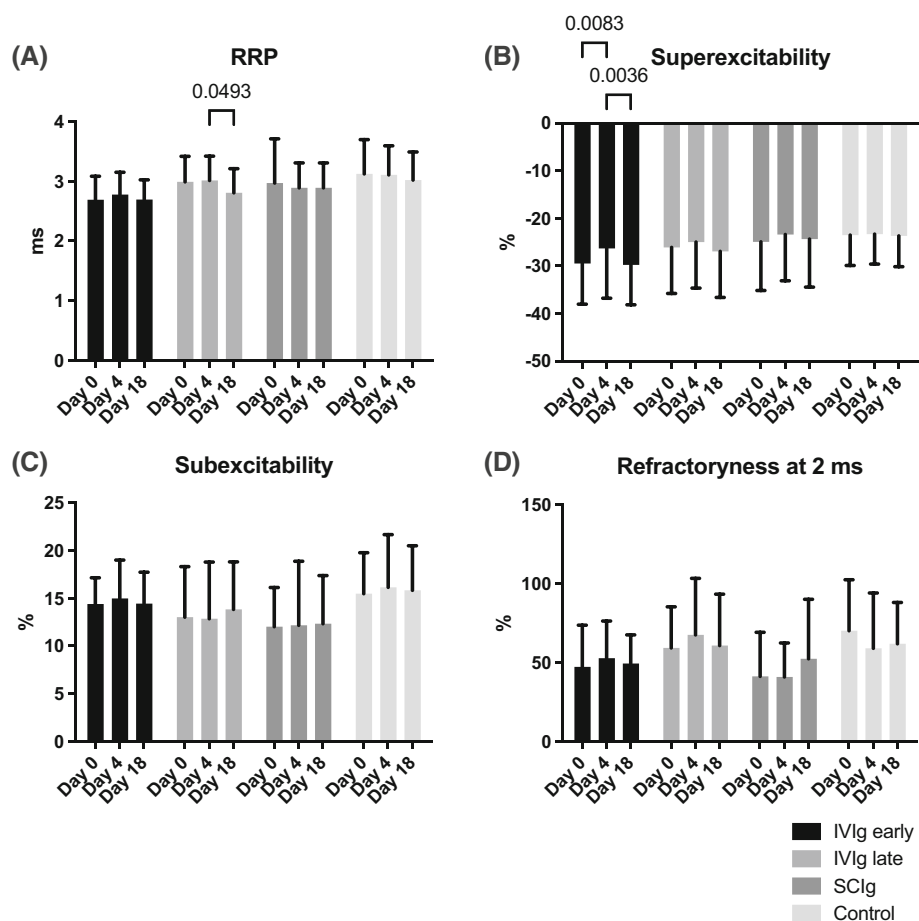 (A)
RRP
0.0493
4
3
2
1
0
ms
Day 0 Day 4 Day 18 Day 0 Day 4 Day 18 Day 0 Day 4 Day 18 Day 0 Day 4 Day 18
(B)
0.0083
Superexcitability
0.0036
0
-10
-20
-30
-40
-50
%
Day 0 Day 4 Day 18 Day 0 Day 4 Day 18 Day 0 Day 4 Day 18 Day 0 Day 4 Day 18
(C)
Subexcitability
25
20
15
10
5
0
%
Day 0 Day 4 Day 18 Day 0 Day 4 Day 18 Day 0 Day 4 Day 18 Day 0 Day 4 Day 18
(D)
Refractoryness at 2 ms
150
100
50
0
%
Day 0 Day 4 Day 18 Day 0 Day 4 Day 18 Day 0 Day 4 Day 18 Day 0 Day 4 Day 18
IVIg early
IVIg late
SCIg
Control